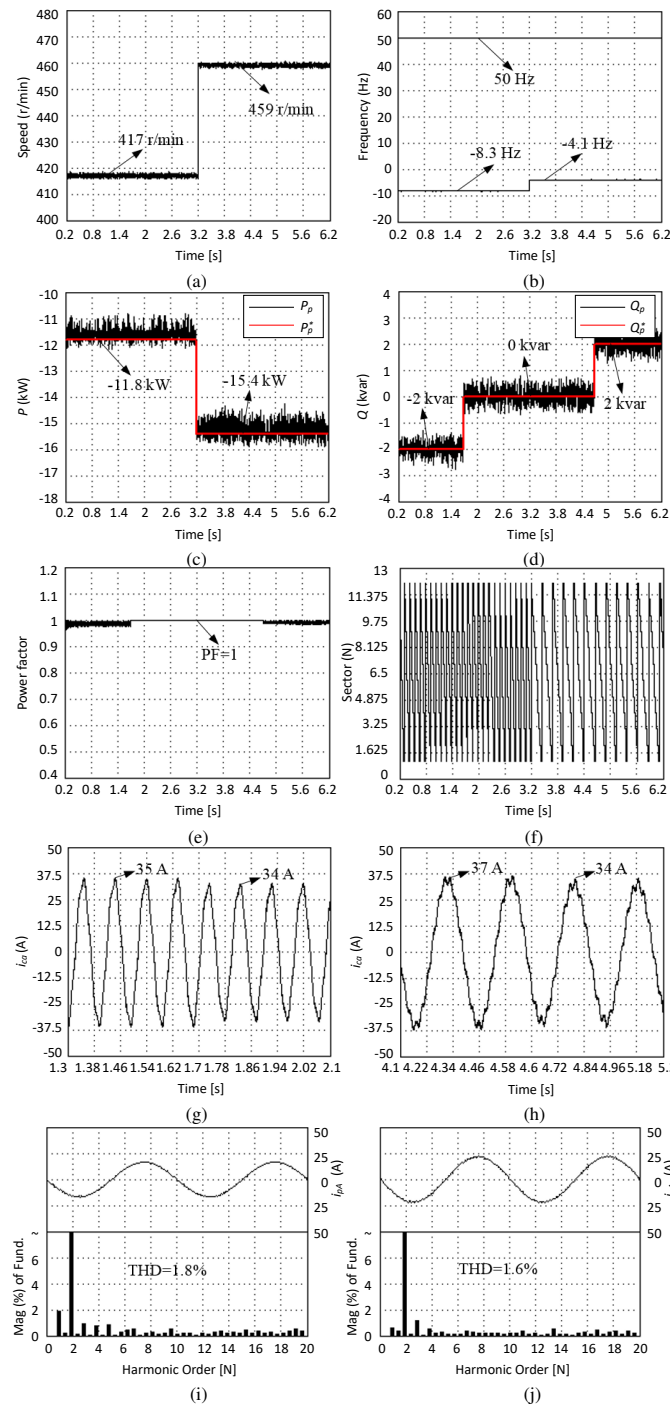 480
470
460
450
440
430
420
410
400
Speed (r/min)
417 r/min
459 r/min
0.2 0.8 1.4 2 2.6 3.2 3.8 4.4 5 5.6 6.2
Time [s]
(a)
60
50
40
30
20
10
0
-10
-20
Frequency (Hz)
50 Hz
-8.3 Hz
-4.1 Hz
0.2 0.8 1.4 2 2.6 3.2 3.8 4.4 5 5.6 6.2
Time [s]
(b)
-10
-11
-12
-13
-14
-15
-16
-17
-18
P (kW)
Pp
Pp*
-11.8 kW
-15.4 kW
0.2 0.8 1.4 2 2.6 3.2 3.8 4.4 5 5.6 6.2
Time [s]
(c)
4
3
2
1
0
-1
-2
-3
-4
Q (kvar)
Qp
Qp*
0 kvar
-2 kvar
2 kvar
0.2 0.8 1.4 2 2.6 3.2 3.8 4.4 5 5.6 6.2
Time [s]
(d)
1.2
1.1
1
0.9
0.8
0.7
0.6
0.5
0.4
Power factor
PF=1
0.2 0.8 1.4 2 2.6 3.2 3.8 4.4 5 5.6 6.2
Time [s]
(e)
13
11.375
9.75
8.125
6.5
4.875
3.25
1.625
0
Sector (N)
0.2 0.8 1.4 2 2.6 3.2 3.8 4.4 5 5.6 6.2
Time [s]
(f)
50
37.5
25
12.5
0
-12.5
-25
-37.5
-50
ica (A)
35 A
34 A
1.3 1.38 1.46 1.54 1.62 1.7 1.78 1.86 1.94 2.02 2.1
Time [s]
(g)
50
37.5
25
12.5
0
-12.5
-25
-37.5
-50
ica (A)
37 A
34 A
4.1 4.22 4.34 4.46 4.58 4.6 4.72 4.84 4.96 5.18
Time [s]
(h)
50
25
0
25
50
ipA (A)
~
6
4
2
0
Mag (%) of Fund.
THD=1.8%
0 2 4 6 8 10 12 14 16 18 20
Harmonic Order [N]
(i)
50
25
0
25
50
(A)
~
6
4
2
0
Mag (%) of Fund.
THD=1.6%
0 2 4 6 8 10 12 14 16 18 20
Harmonic Order [N]
(j)